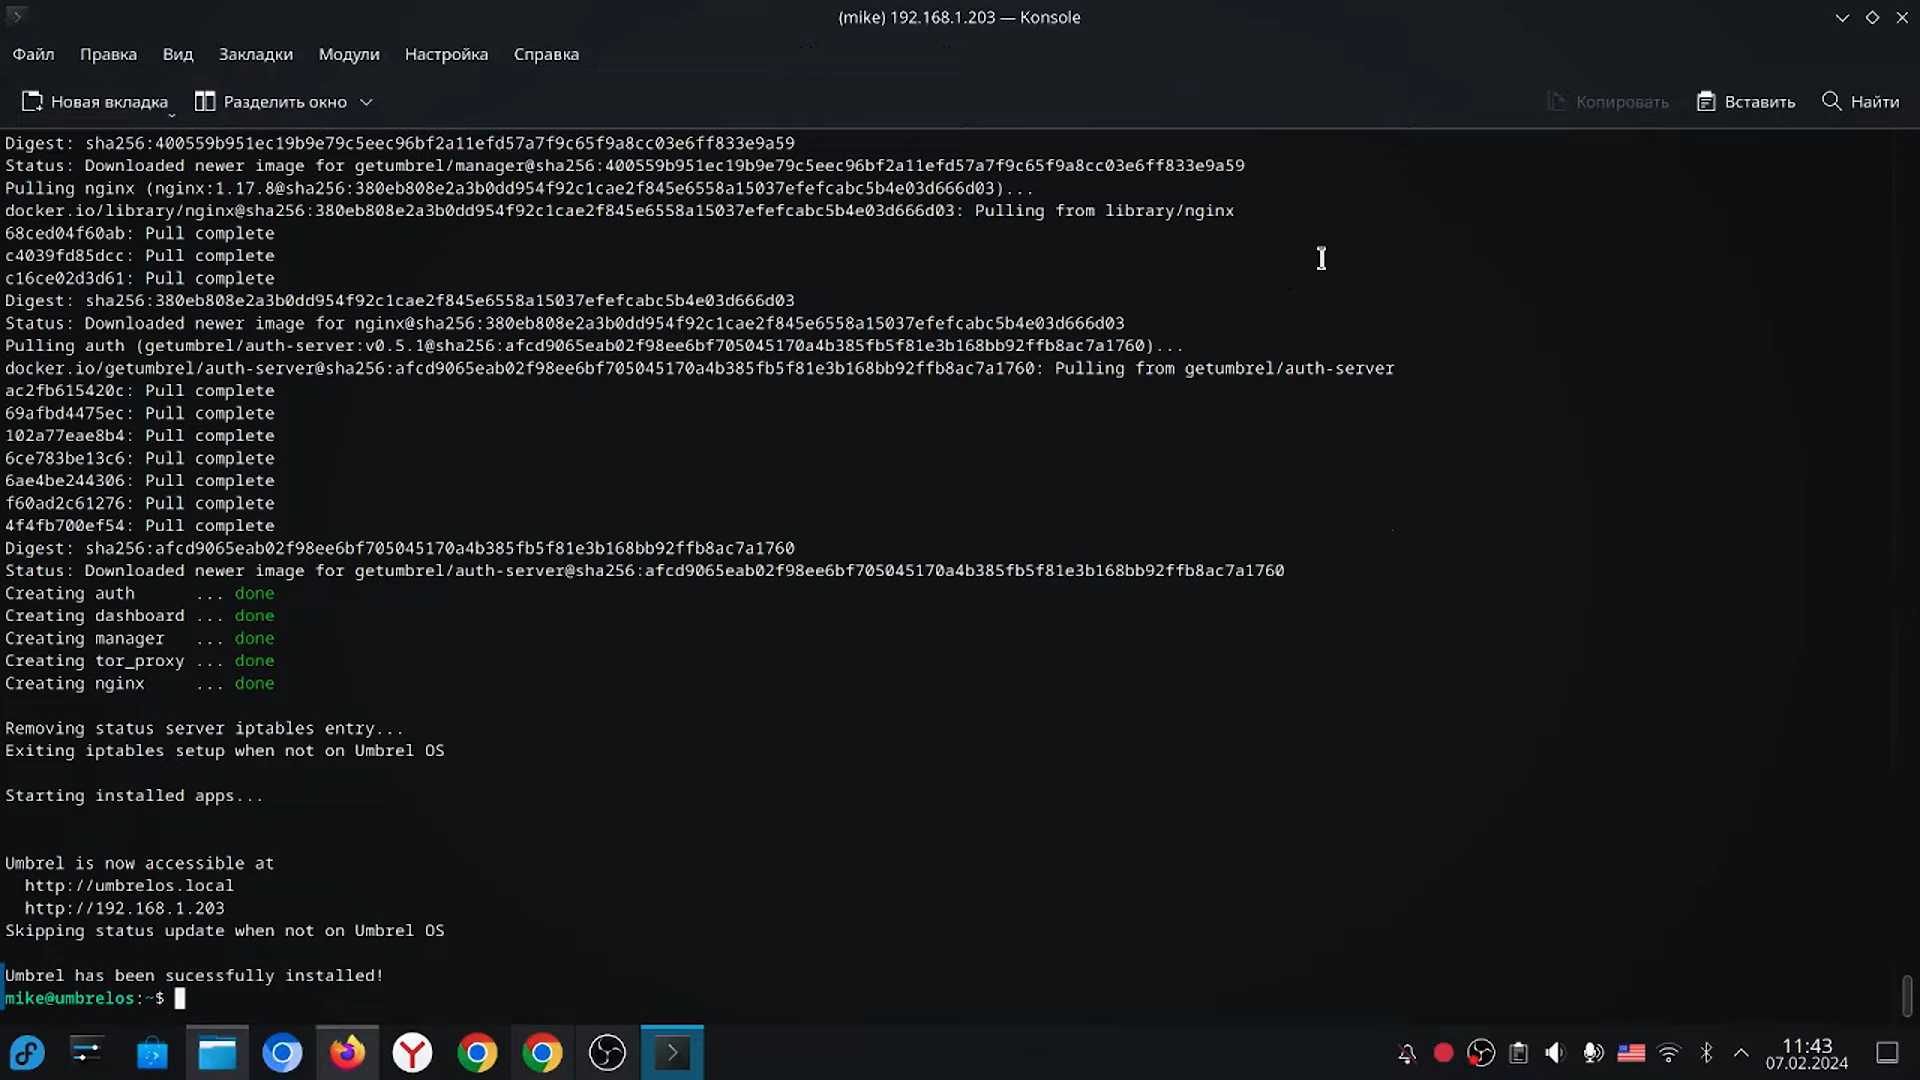 (mike) 192.168.1.203 — Konsole
Файл Правка Вид Закладки Модули Настройка Справка
Новая вкладка Разделить окно Копировать Вставить Найти
Digest: sha256:400559b951ec19b9e79c5eec96bf2a11efd57a7f9c65f9a8cc03e6ff833e9a59
Status: Downloaded newer image for getumbrel/manager@sha256:400559b951ec19b9e79c5eec96bf2a11efd57a7f9c65f9a8cc03e6ff833e9a59
Pulling nginx (nginx:1.17.8@sha256:380eb808e2a3b0dd954f92c1cae2f845e6558a15037efefcabc5b4e03d666d03)...
docker.io/library/nginx@sha256:380eb808e2a3b0dd954f92c1cae2f845e6558a15037efefcabc5b4e03d666d03: Pulling from library/nginx
68ced04f60ab: Pull complete
c4039fd85dcc: Pull complete
c16ce02d3d61: Pull complete
Digest: sha256:380eb808e2a3b0dd954f92c1cae2f845e6558a15037efefcabc5b4e03d666d03
Status: Downloaded newer image for nginx@sha256:380eb808e2a3b0dd954f92c1cae2f845e6558a15037efefcabc5b4e03d666d03
Pulling auth (getumbrel/auth-server:v0.5.1@sha256:afcd9065eab02f98ee6bf705045170a4b385fb5f81e3b168bb92ffb8ac7a1760)...
docker.io/getumbrel/auth-server@sha256:afcd9065eab02f98ee6bf705045170a4b385fb5f81e3b168bb92ffb8ac7a1760: Pulling from getumbrel/auth-server
ac2fb615420c: Pull complete
69afbd4475ec: Pull complete
102a77eae8b4: Pull complete
6ce783be13c6: Pull complete
6ae4be244306: Pull complete
f60ad2c61276: Pull complete
4f4fb700ef54: Pull complete
Digest: sha256:afcd9065eab02f98ee6bf705045170a4b385fb5f81e3b168bb92ffb8ac7a1760
Status: Downloaded newer image for getumbrel/auth-server@sha256:afcd9065eab02f98ee6bf705045170a4b385fb5f81e3b168bb92ffb8ac7a1760
Creating auth ... done
Creating dashboard ... done
Creating manager ... done
Creating tor_proxy ... done
Creating nginx ... done
Removing status server iptables entry...
Exiting iptables setup when not on Umbrel OS
Starting installed apps...
Umbrel is now accessible at
http://umbrelos.local
http://192.168.1.203
Skipping status update when not on Umbrel OS
Umbrel has been sucessfully installed!
mike@umbrelos:~$
11:43
07.02.2024